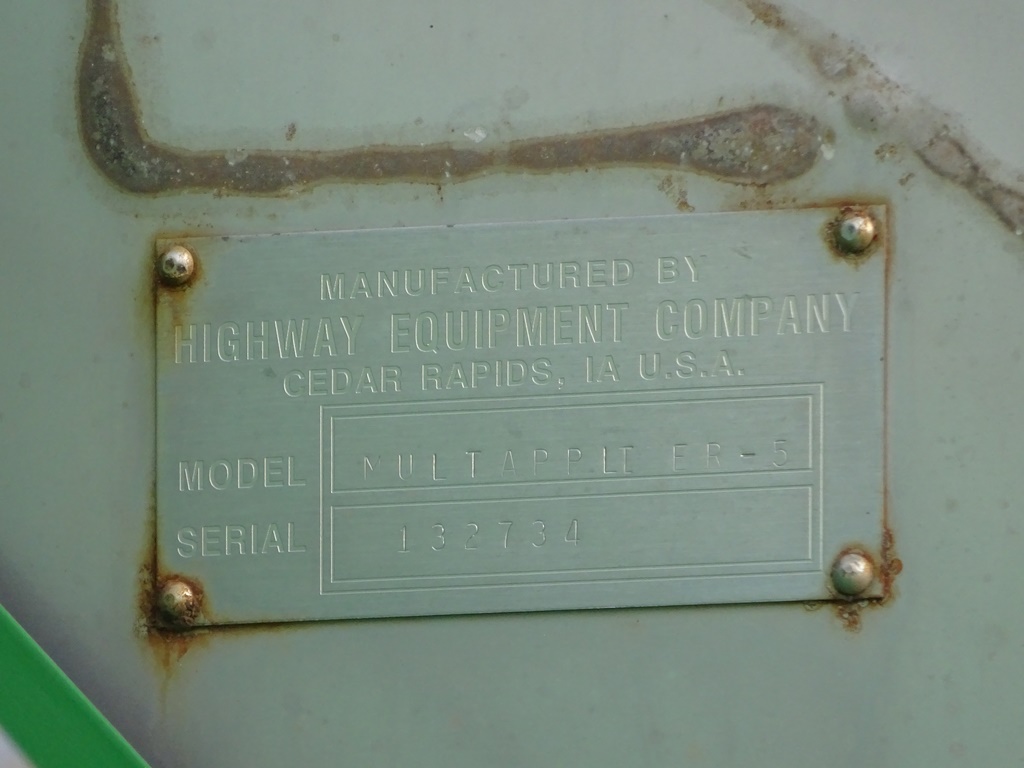 MANUFACTURED BY
HIGHWAY EQUIPMENT COMPANY
CEDAR RAPIDS, IA U.S.A.
MODEL MULTAPPLIER-5
SERIAL 132734